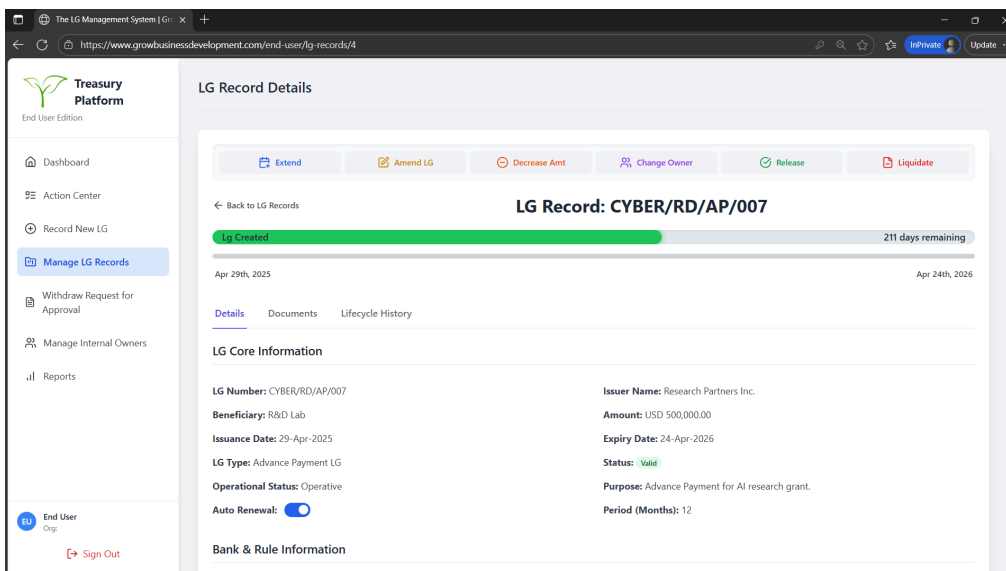 The LG Management System | Gr
https://www.growbusinessdevelopment.com/end-user/lg-records/4
InPrivate
Update
Treasury
Platform
End User Edition
Dashboard
Action Center
Record New LG
Manage LG Records
Withdraw Request for
Approval
Manage Internal Owners
Reports
EU
End User
Org:
Sign Out
LG Record Details
Extend
Amend LG
Decrease Amt
Change Owner
Release
Liquidate
Back to LG Records
LG Record: CYBER/RD/AP/007
Lg Created
211 days remaining
Apr 29th, 2025
Apr 24th, 2026
Details
Documents
Lifecycle History
LG Core Information
LG Number: CYBER/RD/AP/007
Issuer Name: Research Partners Inc.
Beneficiary: R&D Lab
Amount: USD 500,000.00
Issuance Date: 29-Apr-2025
Expiry Date: 24-Apr-2026
LG Type: Advance Payment LG
Status: Valid
Operational Status: Operative
Purpose: Advance Payment for AI research grant.
Auto Renewal:
Period (Months): 12
Bank & Rule Information